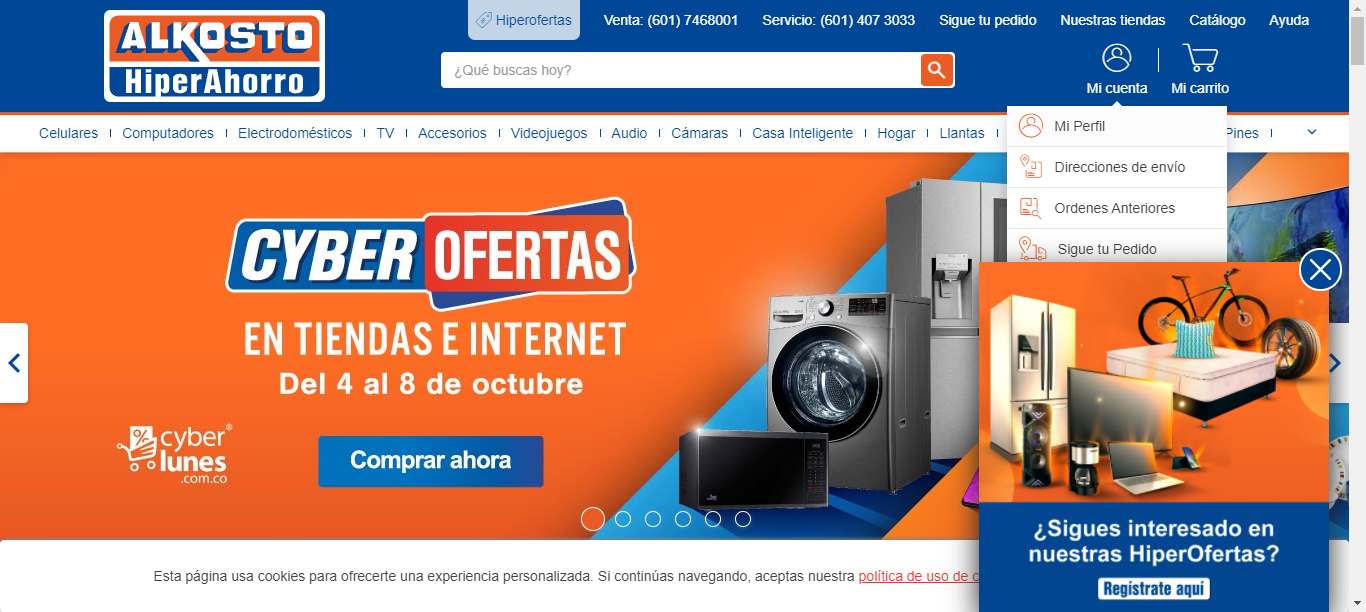 ALKOSTO
HiperAhorro
Hiperofertas
Venta: (601) 7468001
Servicio: (601) 407 3033
Sigue tu pedido
Nuestras tiendas
Catálogo
Ayuda
¿Qué buscas hoy?
Mi cuenta
Mi carrito
Celulares
Computadores
Electrodomésticos
TV
Accesorios
Videojuegos
Audio
Cámaras
Casa Inteligente
Hogar
Llantas
Pines
Mi Perfil
Direcciones de envío
Ordenes Anteriores
Sigue tu Pedido
CYBER OFERTAS
EN TIENDAS E INTERNET
Del 4 al 8 de octubre
cyber
lunes
.com.co
Comprar ahora
¿Sigues interesado en
nuestras HiperOfertas?
Regístrate aquí
Esta página usa cookies para ofrecerte una experiencia personalizada. Si continúas navegando, aceptas nuestra política de uso de c